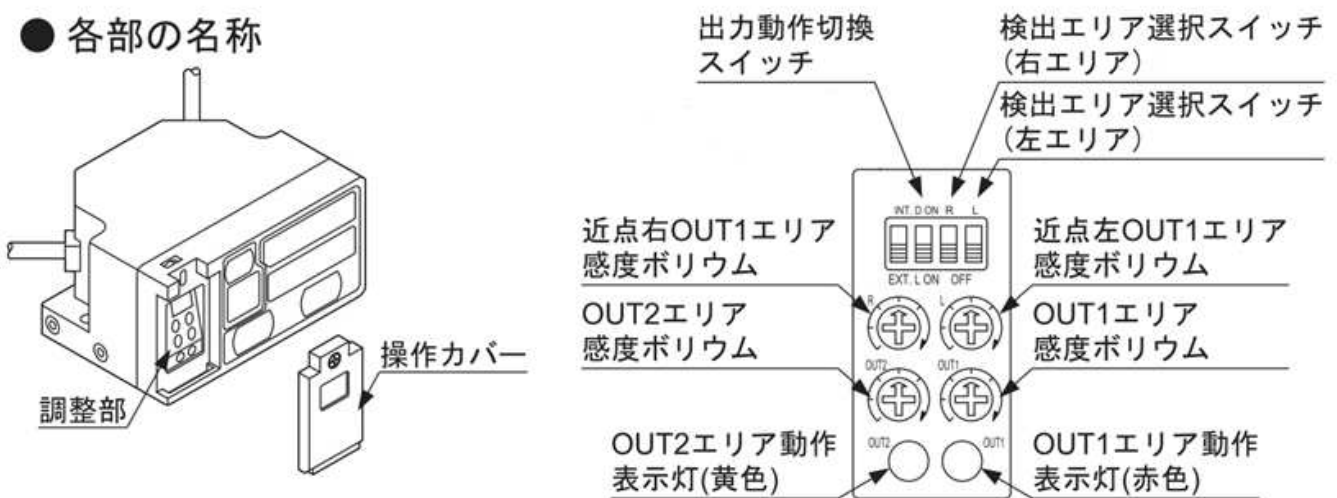 ●各部の名称
調整部
操作カバー
出力動作切換
スイッチ
検出エリア選択スイッチ
(右エリア)
検出エリア選択スイッチ
(左エリア)
INT. D.ON R L
EXT. L ON OFF
近点右OUT1エリア
感度ボリウム
R
L
近点左OUT1エリア
感度ボリウム
OUT2エリア
感度ボリウム
OUT2
OUT1
OUT1エリア
感度ボリウム
OUT2エリア動作
表示灯(黄色)
OUT2
OUT1
OUT1エリア動作
表示灯(赤色)